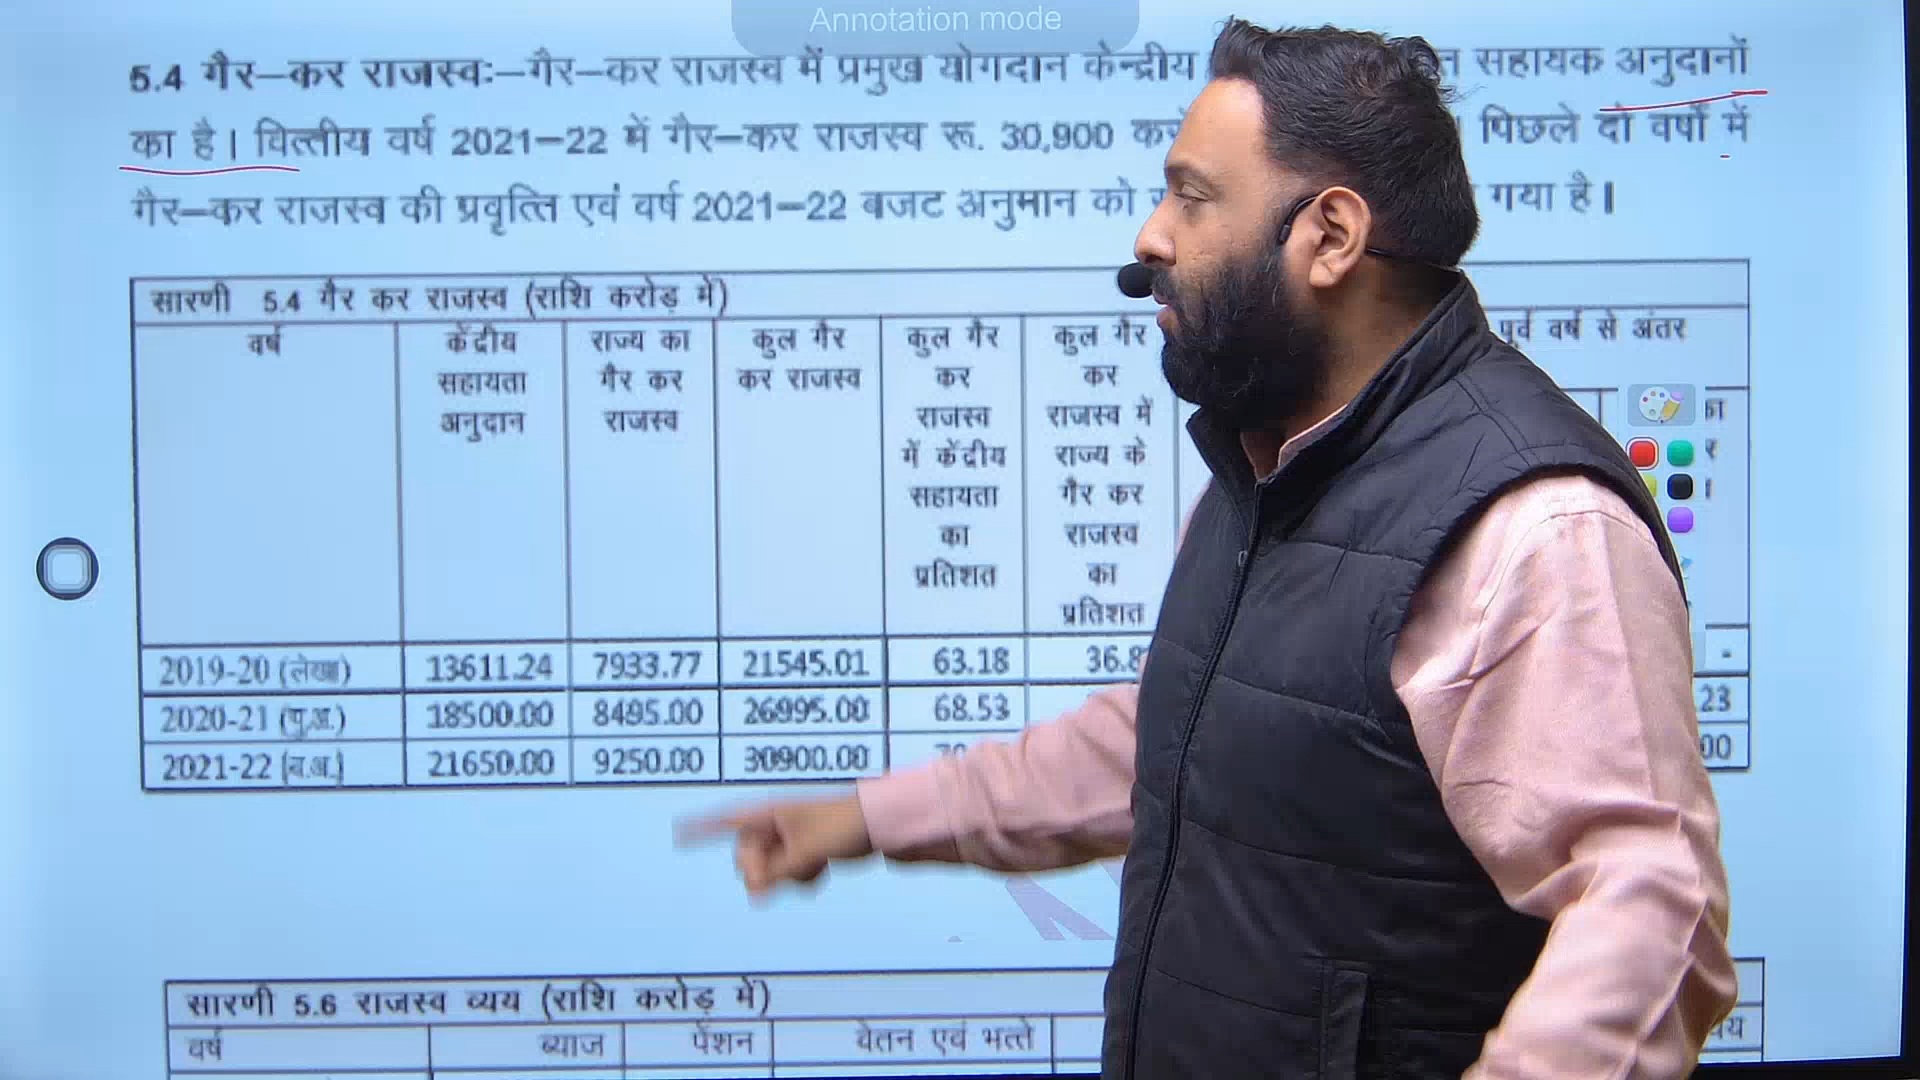 Annotation mode
5.4 गैर–कर राजस्वः–गैर–कर राजस्व में प्रमुख योगदान केन्द्रीय सहायक अनुदानों
का है। वित्तीय वर्ष 2021–22 में गैर–कर राजस्व रू. 30,900 पिछले दो वर्षों में
गैर–कर राजस्व की प्रवृत्ति एवं वर्ष 2021–22 बजट अनुमान को गया है।
सारणी 5.4 गैर कर राजस्व (राशि करोड़ में)
वर्ष केंद्रीय सहायता अनुदान राज्य का गैर कर राजस्व कुल गैर कर राजस्व कुल गैर कर राजस्व में केंद्रीय सहायता का प्रतिशत कुल गैर कर राजस्व में राज्य के गैर कर राजस्व का प्रतिशत पूर्व वर्ष से अंतर
2019-20 (लेखा) 13611.24 7933.77 21545.01 63.18 -
2020-21 (पु.अ.) 18500.00 8495.00 26995.00 68.53
2021-22 (ब.अ.) 21650.00 9250.00 30900.00
सारणी 5.6 राजस्व व्यय (राशि करोड़ में)
वर्ष ब्याज पेंशन वेतन एवं भत्ते